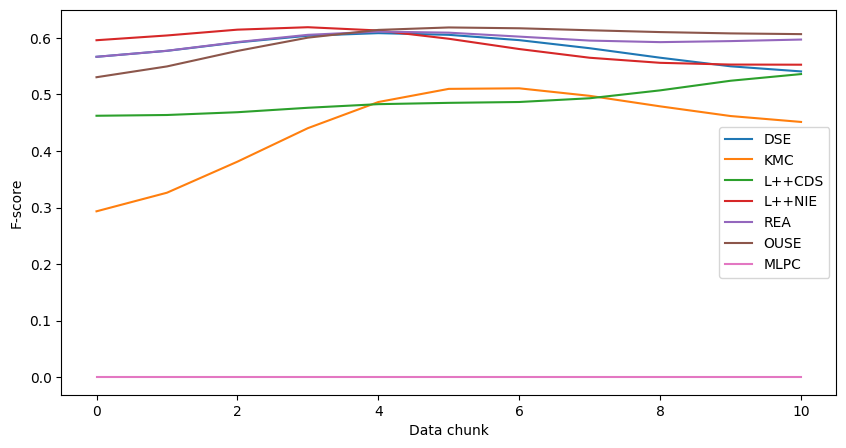 F-score
0.6
0.5
0.4
0.3
0.2
0.1
0.0
DSE
KMC
L++CDS
L++NIE
REA
OUSE
MLPC
0 2 4 6 8 10
Data chunk